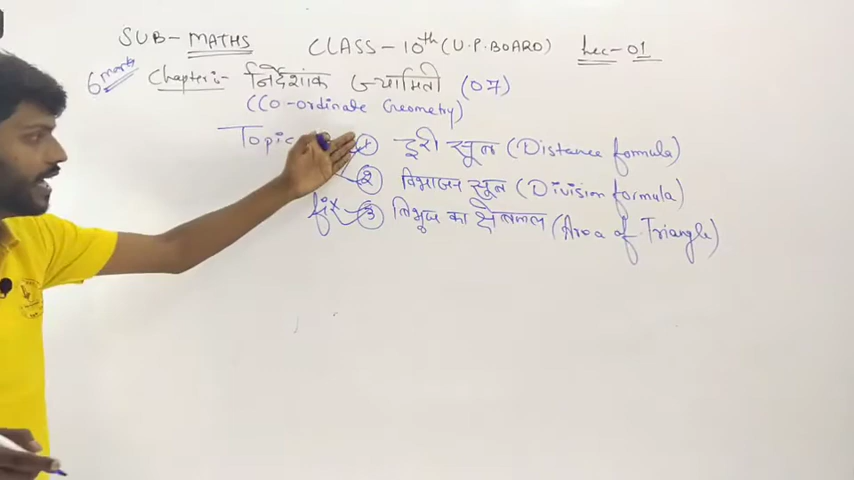 SUB-MATHS CLASS-10th (U.P.BOARD) Lec-01
6 marks Chapter:- निर्देशांक ज्यामिती (07)
(Co-ordinate Geometry)
Topic 1 दूरी सूत्र (Distance formula)
2 विभाजन सूत्र (Division formula)
fix 3 त्रिभुज का क्षेत्रफल (Area of Triangle)